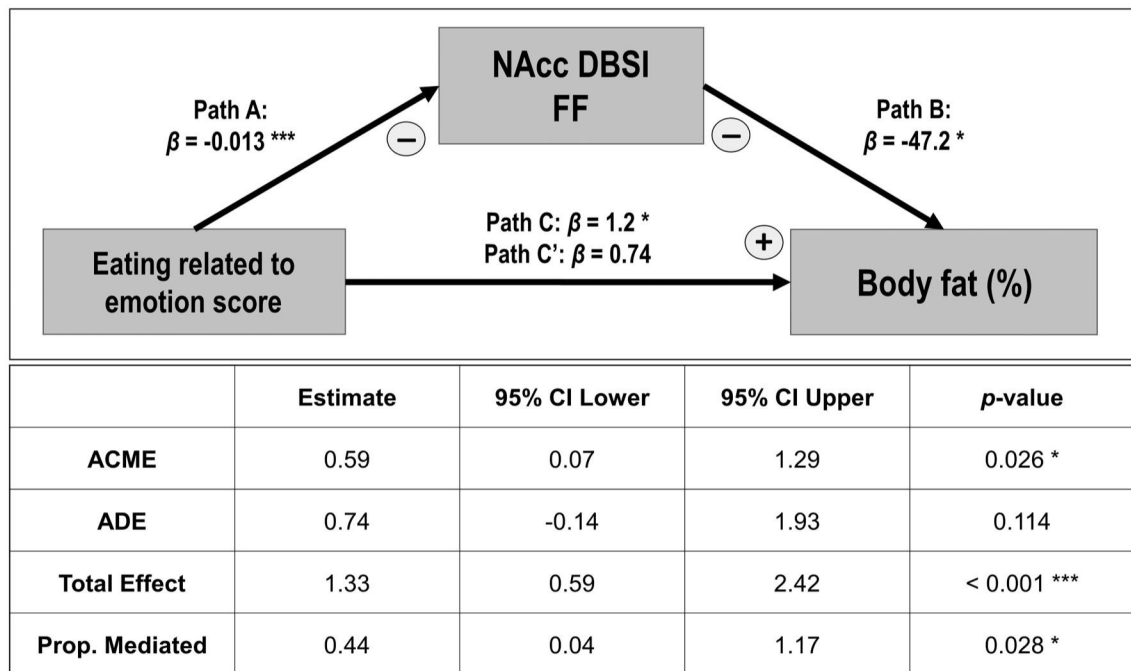 NAcc DBSI
FF
Path A:
β = -0.013 ***
−
−
Path B:
β = -47.2 *
Path C: β = 1.2 *
Path C’: β = 0.74
+
Eating related to
emotion score
Body fat (%)
Estimate 95% CI Lower 95% CI Upper p-value
ACME 0.59 0.07 1.29 0.026 *
ADE 0.74 -0.14 1.93 0.114
Total Effect 1.33 0.59 2.42 < 0.001 ***
Prop. Mediated 0.44 0.04 1.17 0.028 *